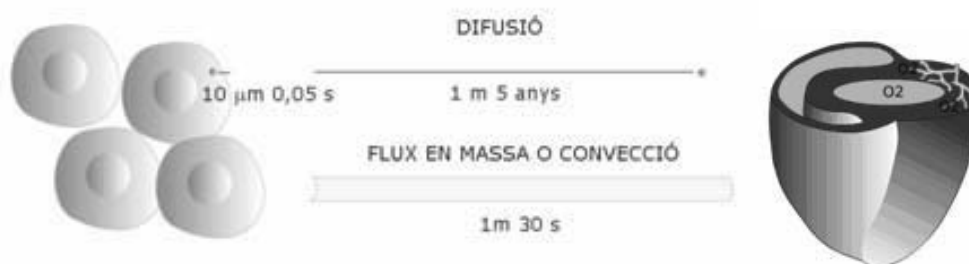 DIFUSIÓ
10 μm 0,05 s
1 m 5 anys
FLUX EN MASSA O CONVECCIÓ
1m 30 s
O2
O2
O2